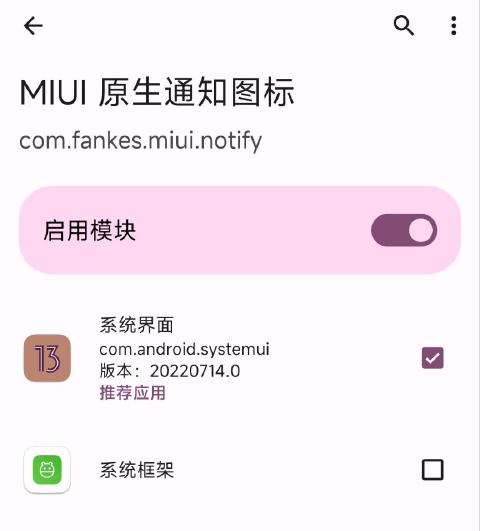 MIUI 原生通知图标
com.fankes.miui.notify
启用模块
系统界面
com.android.systemui
版本：20220714.0
推荐应用
13
系统框架